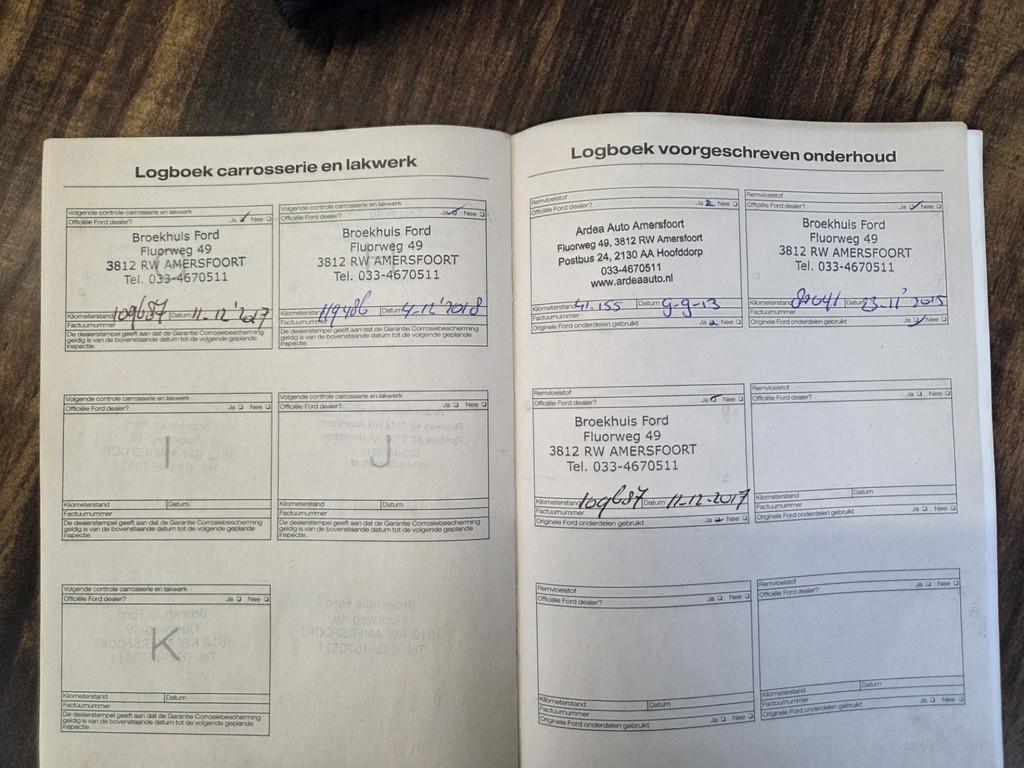 Logboek carrosserie en lakwerk
Volgende controle carrosserie en lakwerk
Officiële Ford dealer? Ja Nee
Broekhuis Ford
Fluorweg 49
3812 RW AMERSFOORT
Tel. 033-4670511
Kilometerstand 109687 Datum 11-12 '2017
Factuurnummer
De dealerstempel geeft aan dat de Garantie Corrosiebescherming
geldig is van de bovenstaande datum tot de volgende geplande
inspectie.
Volgende controle carrosserie en lakwerk
Officiële Ford dealer? Ja Nee
Broekhuis Ford
Fluorweg 49
3812 RW AMERSFOORT
Tel. 033-4670511
Kilometerstand 119486 Datum 4-12 '2018
Factuurnummer
De dealerstempel geeft aan dat de Garantie Corrosiebescherming
geldig is van de bovenstaande datum tot de volgende geplande
inspectie.
Volgende controle carrosserie en lakwerk
Officiële Ford dealer? Ja Nee
I
Kilometerstand Datum
Factuurnummer
De dealerstempel geeft aan dat de Garantie Corrosiebescherming
geldig is van de bovenstaande datum tot de volgende geplande
inspectie.
Volgende controle carrosserie en lakwerk
Officiële Ford dealer? Ja Nee
J
Kilometerstand Datum
Factuurnummer
De dealerstempel geeft aan dat de Garantie Corrosiebescherming
geldig is van de bovenstaande datum tot de volgende geplande
inspectie.
Volgende controle carrosserie en lakwerk
Officiële Ford dealer? Ja Nee
K
Kilometerstand Datum
Factuurnummer
De dealerstempel geeft aan dat de Garantie Corrosiebescherming
geldig is van de bovenstaande datum tot de volgende geplande
inspectie.
Logboek voorgeschreven onderhoud
Remvloeistof
Officiële Ford dealer? Ja Nee
Ardea Auto Amersfoort
Fluorweg 49, 3812 RW Amersfoort
Postbus 24, 2130 AA Hoofddorp
033-4670511
www.ardeaauto.nl
Kilometerstand 41.155 Datum 9-9-13
Factuurnummer
Originele Ford onderdelen gebruikt Ja Nee
Remvloeistof
Officiële Ford dealer? Ja Nee
Broekhuis Ford
Fluorweg 49
3812 RW AMERSFOORT
Tel. 033-4670511
Kilometerstand 82041 Datum 23-11 '2015
Factuurnummer
Originele Ford onderdelen gebruikt Ja Nee
Remvloeistof
Officiële Ford dealer? Ja Nee
Broekhuis Ford
Fluorweg 49
3812 RW AMERSFOORT
Tel. 033-4670511
Kilometerstand 109687 Datum 11-12-2017
Factuurnummer
Originele Ford onderdelen gebruikt Ja Nee
Remvloeistof
Officiële Ford dealer? Ja Nee
Kilometerstand Datum
Factuurnummer
Originele Ford onderdelen gebruikt Ja Nee
Remvloeistof
Officiële Ford dealer? Ja Nee
Kilometerstand Datum
Factuurnummer
Originele Ford onderdelen gebruikt Ja Nee
Remvloeistof
Officiële Ford dealer? Ja Nee
Kilometerstand Datum
Factuurnummer
Originele Ford onderdelen gebruikt Ja Nee